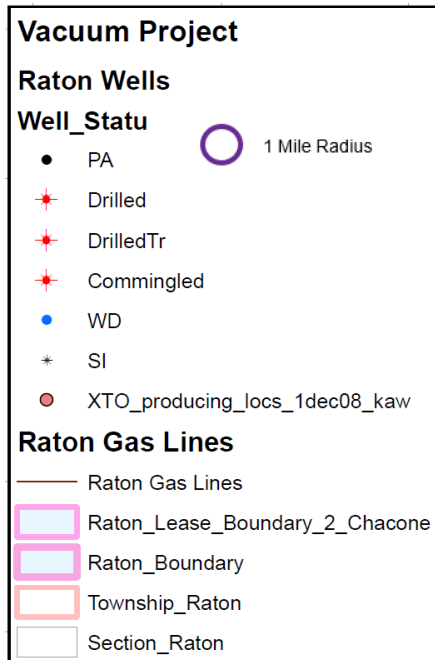 Vacuum Project
Raton Wells
Well_Statu
1 Mile Radius
PA
Drilled
DrilledTr
Commingled
WD
SI
XTO_producing_locs_1dec08_kaw
Raton Gas Lines
Raton Gas Lines
Raton_Lease_Boundary_2_Chacone
Raton_Boundary
Township_Raton
Section_Raton